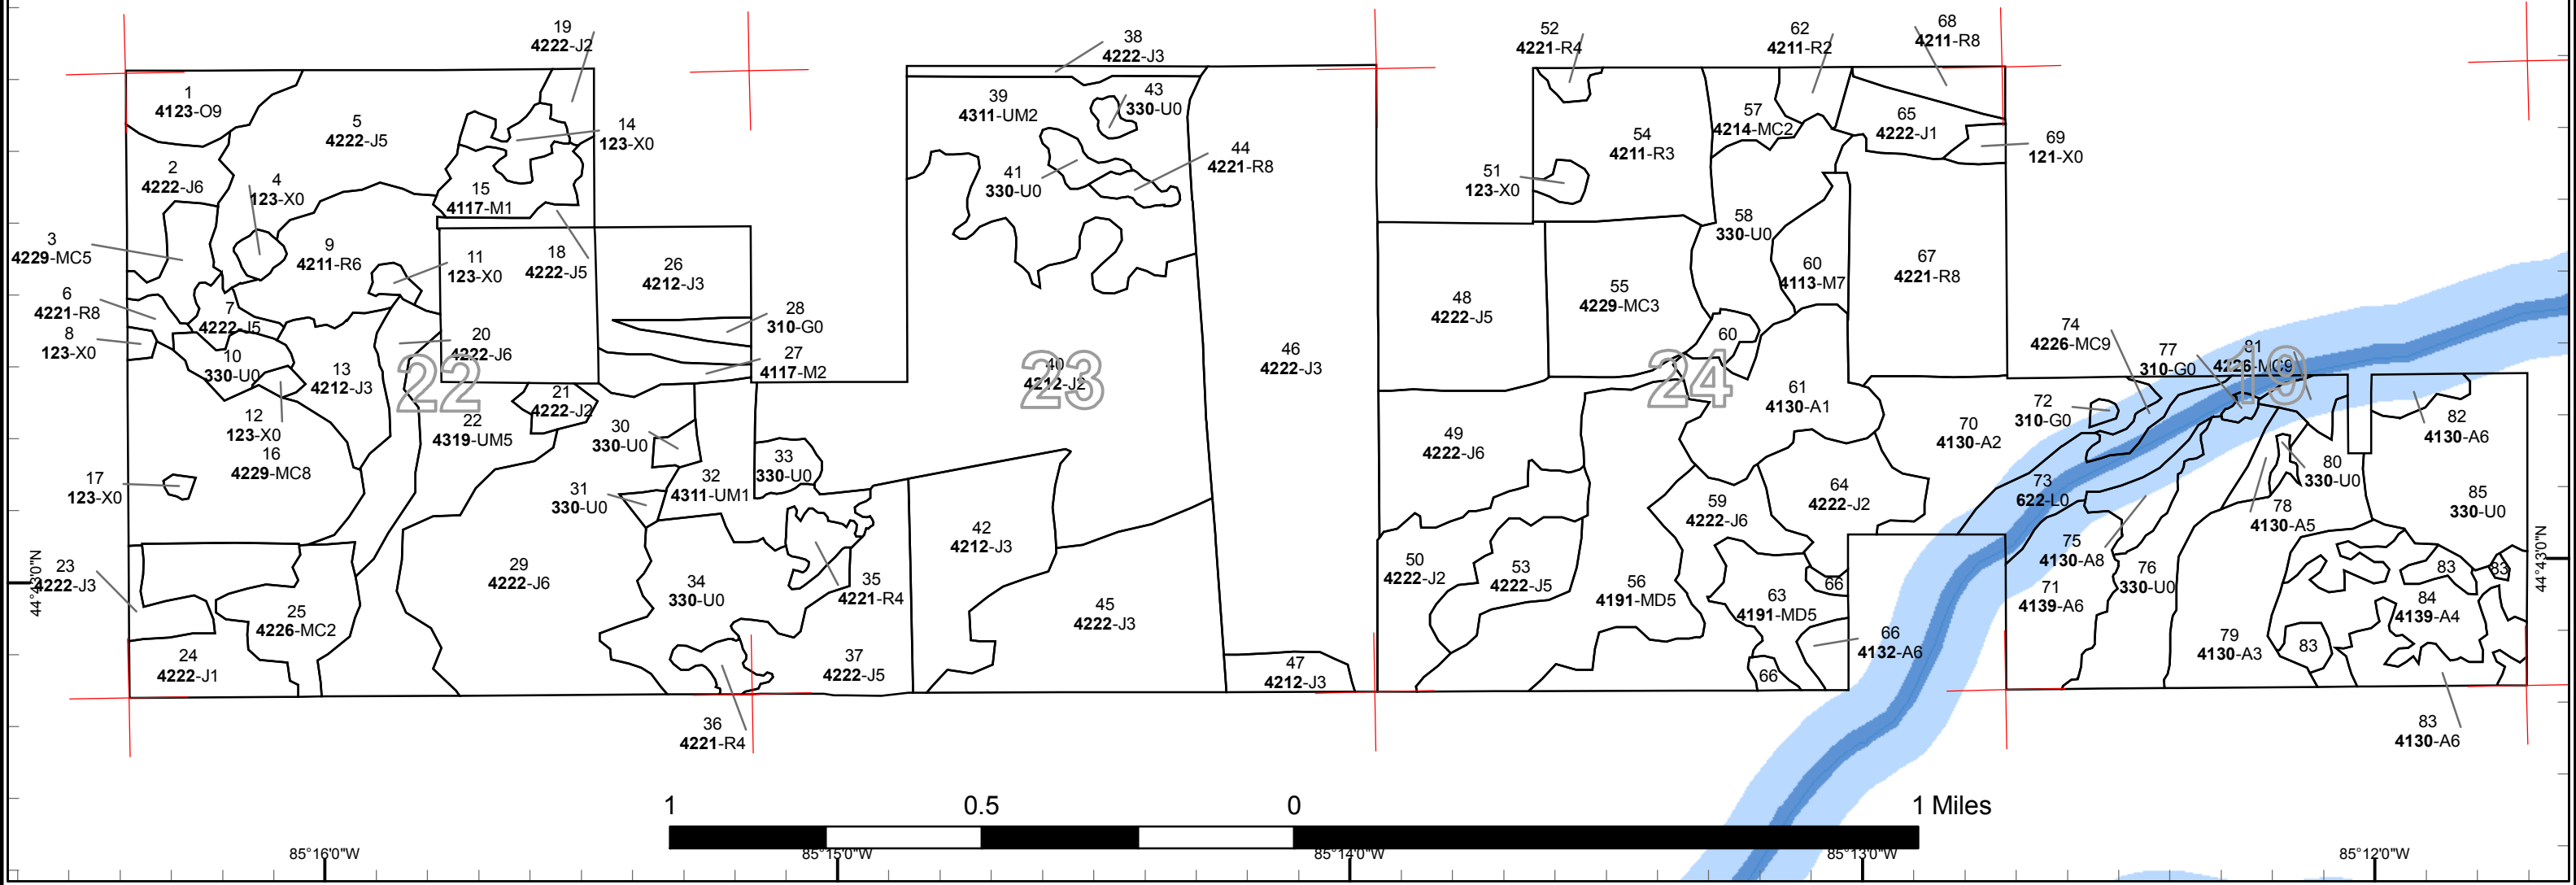 1
4123-O9
2
4222-J6
3
4229-MC5
4
123-X0
5
4222-J5
6
4221-R8
7
4222-J5
8
123-X0
9
4211-R6
10
330-U0
11
123-X0
12
123-X0
13
4212-J3
14
123-X0
15
4117-M1
16
4229-MC8
17
123-X0
18
4222-J5
19
4222-J2
20
4222-J6
21
4222-J2
22
4319-UM5
22
23
4222-J3
24
4222-J1
25
4226-MC2
26
4212-J3
27
4117-M2
28
310-G0
29
4222-J6
30
330-U0
31
330-U0
32
4311-UM1
33
330-U0
34
330-U0
35
4221-R4
36
4221-R4
37
4222-J5
38
4222-J3
39
4311-UM2
40
4212-J2
23
41
330-U0
42
4212-J3
43
330-U0
44
4221-R8
45
4222-J3
46
4222-J3
47
4212-J3
48
4222-J5
49
4222-J6
50
4222-J2
51
123-X0
52
4221-R4
53
4222-J5
54
4211-R3
55
4229-MC3
56
4191-MD5
57
4214-MC2
58
330-U0
59
4222-J6
60
4113-M7
60
24
61
4130-A1
62
4211-R2
63
4191-MD5
64
4222-J2
65
4222-J1
66
66
4132-A6
66
67
4221-R8
68
4211-R8
69
121-X0
70
4130-A2
71
4139-A6
72
310-G0
73
622-L0
74
4226-MC9
75
4130-A8
76
330-U0
77
310-G0
78
4130-A5
79
4130-A3
80
330-U0
81
4226-MC9
19
82
4130-A6
83
83
83
83
4130-A6
84
4139-A4
85
330-U0
44°43'0"N
44°43'0"N
1
0.5
0
1 Miles
85°16'0"W
85°15'0"W
85°14'0"W
85°13'0"W
85°12'0"W